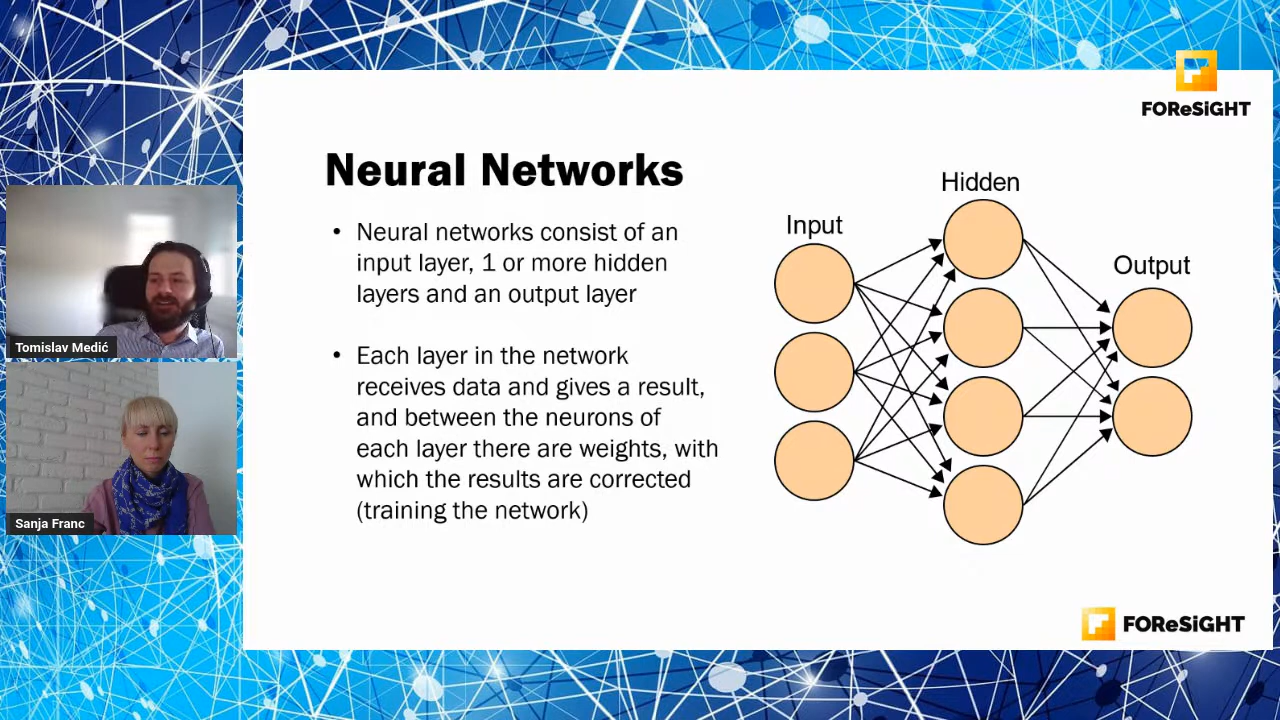 FOReSiGHT
Neural Networks
• Neural networks consist of an
input layer, 1 or more hidden
layers and an output layer
• Each layer in the network
receives data and gives a result,
and between the neurons of
each layer there are weights, with
which the results are corrected
(training the network)
Input
Hidden
Output
Tomislav Medić
Sanja Franc
FOReSiGHT